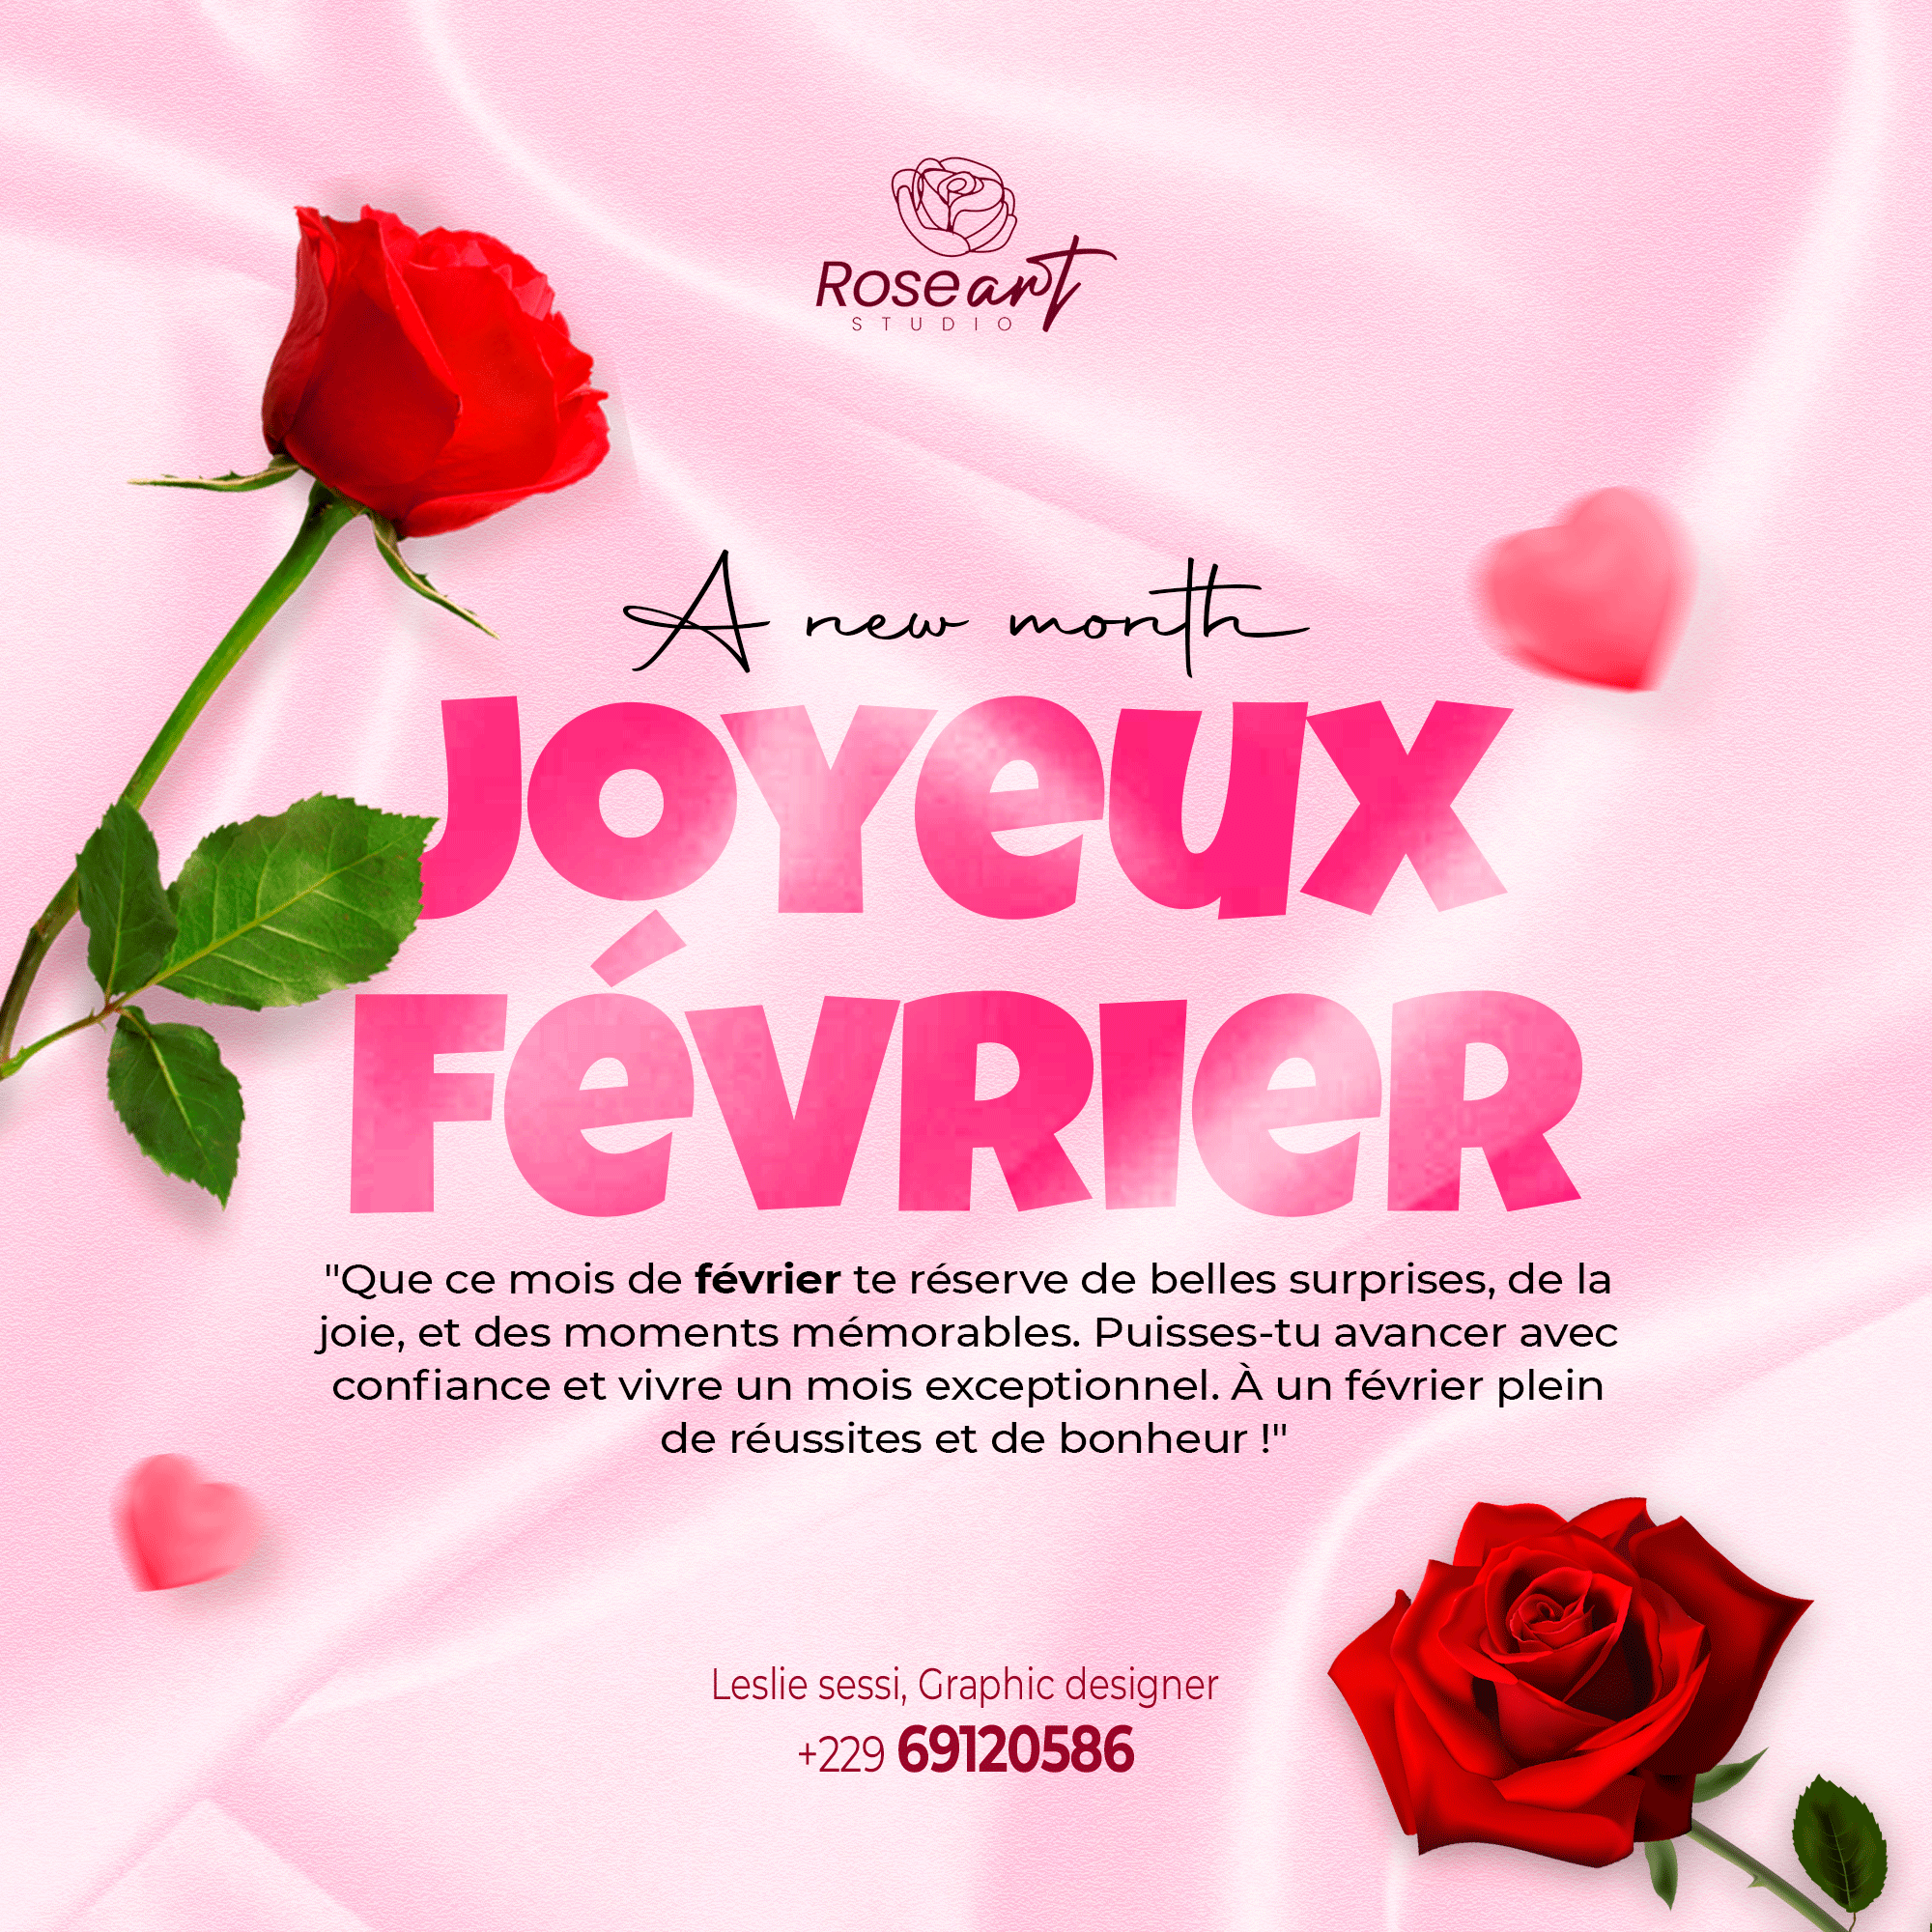 Rose art
STUDIO
A new month
JOYeUX
FéVRIeR
"Que ce mois de février te réserve de belles surprises, de la
joie, et des moments mémorables. Puisses-tu avancer avec
confiance et vivre un mois exceptionnel. À un février plein
de réussites et de bonheur !"
Leslie sessi, Graphic designer
+229 69120586